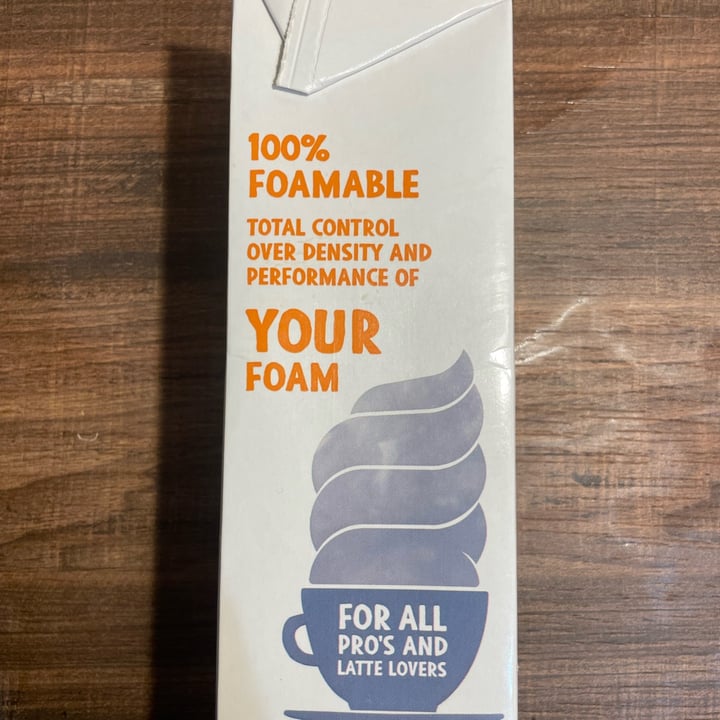 100%
FOAMABLE
TOTAL CONTROL
OVER DENSITY AND
PERFORMANCE OF
YOUR
FOAM
FOR ALL
PRO'S AND
LATTE LOVERS